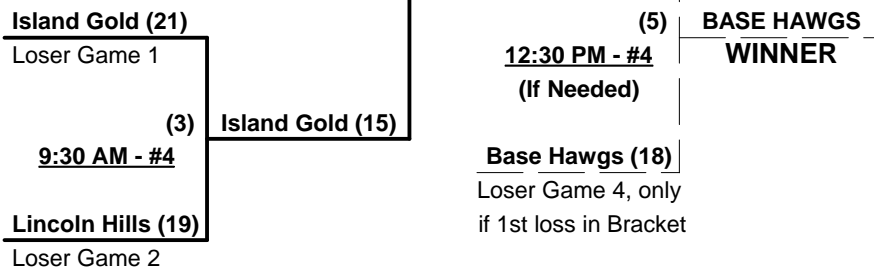 Island Gold (21)
Loser Game 1
(3)
9:30 AM - #4
Island Gold (15)
Lincoln Hills (19)
Loser Game 2
(5)
12:30 PM - #4
(If Needed)
BASE HAWGS
WINNER
Base Hawgs (18)
Loser Game 4, only
if 1st loss in Bracket